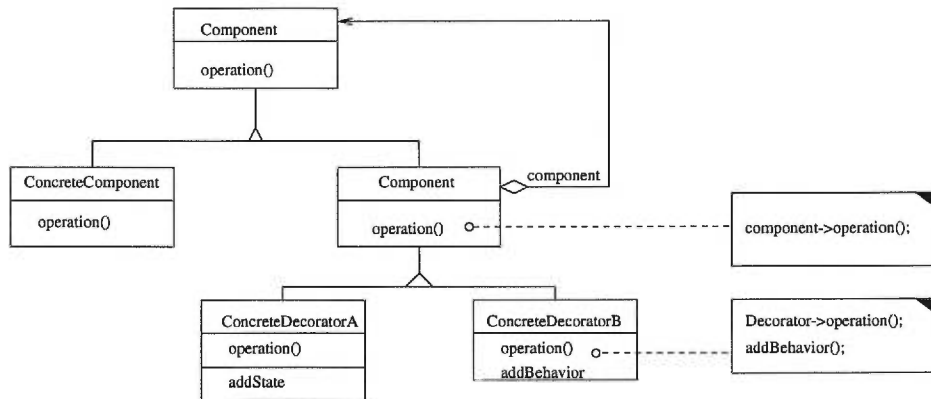 Component
operation()
ConcreteComponent
operation()
Component
operation()
component
component->operation();
ConcreteDecoratorA
operation()
addState
ConcreteDecoratorB
operation()
addBehavior
Decorator->operation();
addBehavior();